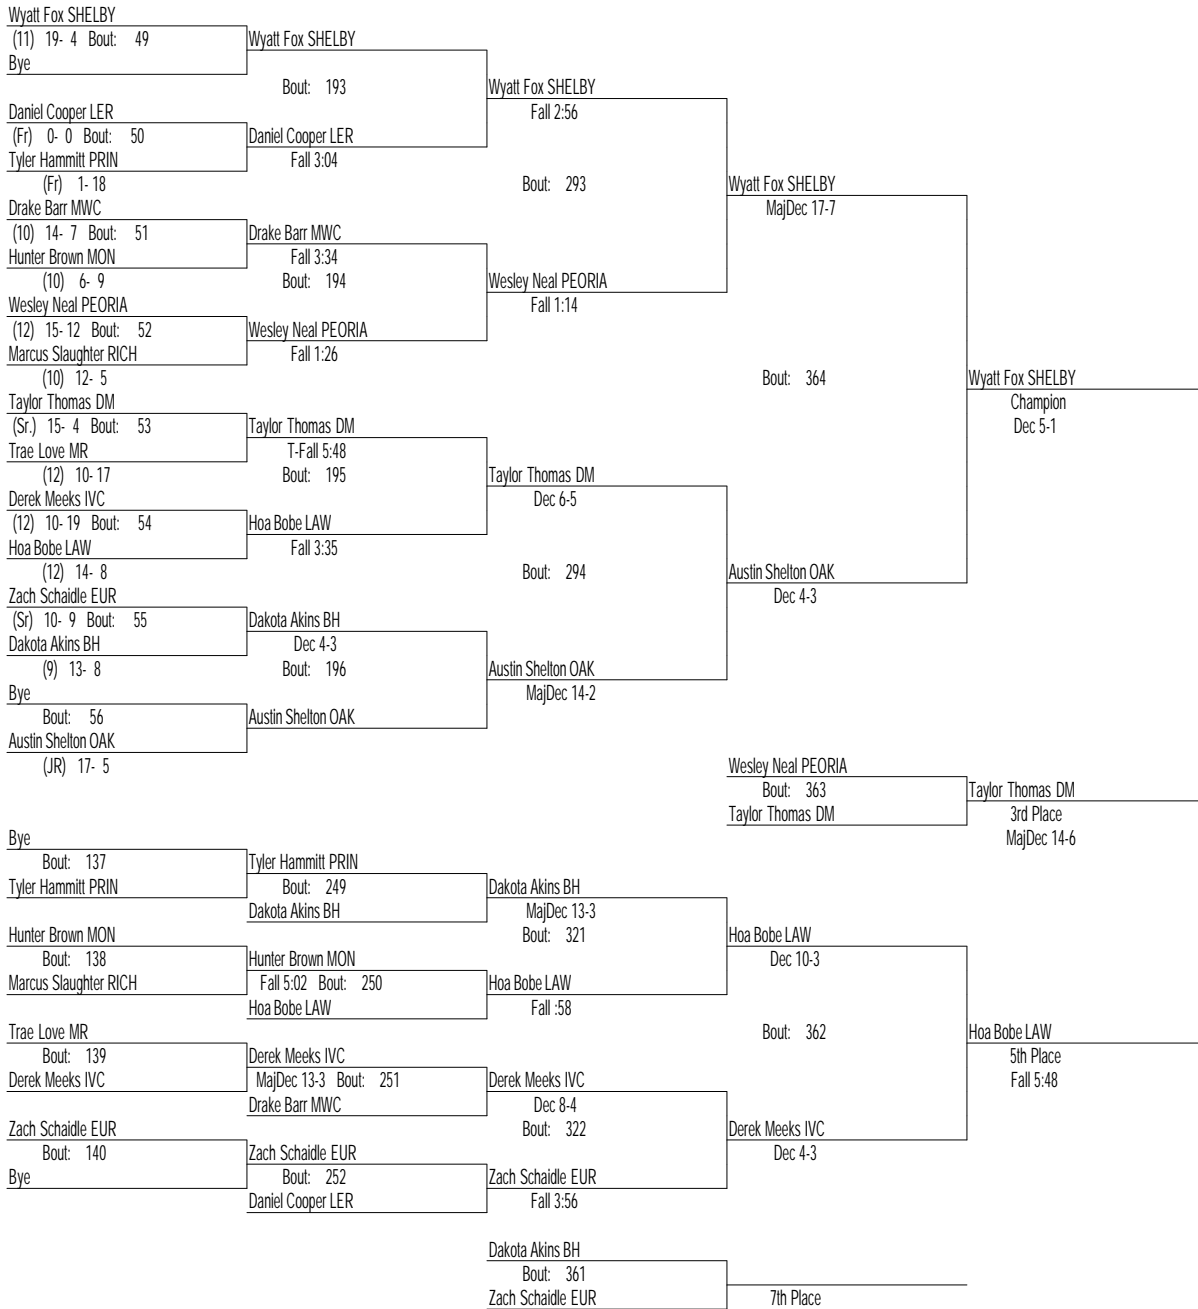 Wyatt Fox SHELBY
(11) 19- 4 Bout: 49
Bye
Wyatt Fox SHELBY
Bout: 193
Daniel Cooper LER
(Fr) 0- 0 Bout: 50
Tyler Hammitt PRIN
(Fr) 1- 18
Daniel Cooper LER
Fall 3:04
Wyatt Fox SHELBY
Fall 2:56
Bout: 293
Drake Barr MWC
(10) 14- 7 Bout: 51
Hunter Brown MON
(10) 6- 9
Drake Barr MWC
Fall 3:34
Bout: 194
Wesley Neal PEORIA
(12) 15- 12 Bout: 52
Marcus Slaughter RICH
(10) 12- 5
Wesley Neal PEORIA
Fall 1:26
Wesley Neal PEORIA
Fall 1:14
Wyatt Fox SHELBY
MajDec 17-7
Bout: 364
Taylor Thomas DM
(Sr.) 15- 4 Bout: 53
Trae Love MR
(12) 10- 17
Taylor Thomas DM
T-Fall 5:48
Bout: 195
Derek Meeks IVC
(12) 10- 19 Bout: 54
Hoa Bobe LAW
(12) 14- 8
Hoa Bobe LAW
Fall 3:35
Taylor Thomas DM
Dec 6-5
Bout: 294
Zach Schaidle EUR
(Sr) 10- 9 Bout: 55
Dakota Akins BH
(9) 13- 8
Dakota Akins BH
Dec 4-3
Bout: 196
Bye
Bout: 56
Austin Shelton OAK
(JR) 17- 5
Austin Shelton OAK
Austin Shelton OAK
MajDec 14-2
Austin Shelton OAK
Dec 4-3
Wyatt Fox SHELBY
Champion
Dec 5-1
Wesley Neal PEORIA
Bout: 363
Taylor Thomas DM
Taylor Thomas DM
3rd Place
MajDec 14-6
Bye
Bout: 137
Tyler Hammitt PRIN
Tyler Hammitt PRIN
Bout: 249
Dakota Akins BH
Dakota Akins BH
MajDec 13-3
Bout: 321
Hunter Brown MON
Bout: 138
Marcus Slaughter RICH
Hunter Brown MON
Fall 5:02 Bout: 250
Hoa Bobe LAW
Hoa Bobe LAW
Fall :58
Hoa Bobe LAW
Dec 10-3
Bout: 362
Trae Love MR
Bout: 139
Derek Meeks IVC
Derek Meeks IVC
MajDec 13-3 Bout: 251
Drake Barr MWC
Derek Meeks IVC
Dec 8-4
Bout: 322
Zach Schaidle EUR
Bout: 140
Bye
Zach Schaidle EUR
Bout: 252
Daniel Cooper LER
Zach Schaidle EUR
Fall 3:56
Derek Meeks IVC
Dec 4-3
Hoa Bobe LAW
5th Place
Fall 5:48
Dakota Akins BH
Bout: 361
Zach Schaidle EUR
7th Place